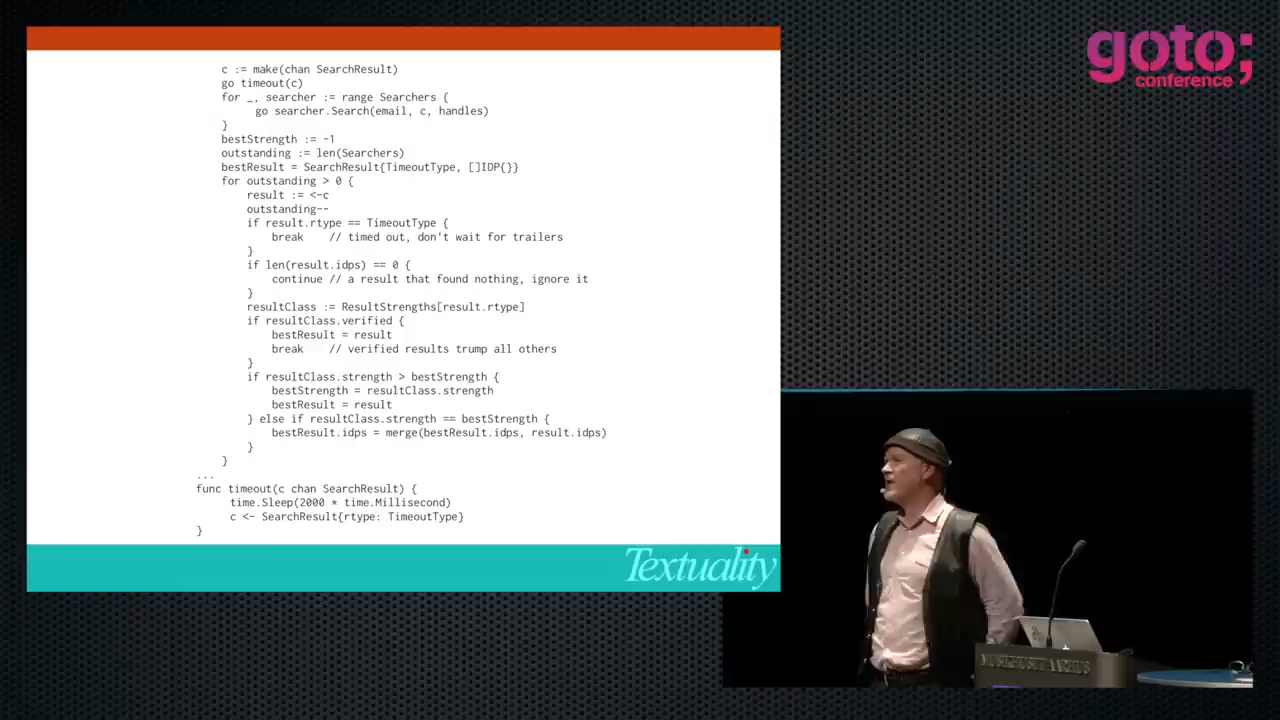 c := make(chan SearchResult)
go timeout(c)
for _, searcher := range Searchers {
go searcher.Search(email, c, handles)
}
bestStrength := -1
outstanding := len(Searchers)
bestResult = SearchResult{TimeoutType, []IDP{}}
for outstanding > 0 {
result := <-c
outstanding--
if result.rtype == TimeoutType {
break // timed out, don't wait for trailers
}
if len(result.idps) == 0 {
continue // a result that found nothing, ignore it
}
resultClass := ResultStrengths[result.rtype]
if resultClass.verified {
bestResult = result
break // verified results trump all others
}
if resultClass.strength > bestStrength {
bestStrength = resultClass.strength
bestResult = result
} else if resultClass.strength == bestStrength {
bestResult.idps = merge(bestResult.idps, result.idps)
}
}
...
func timeout(c chan SearchResult) {
time.Sleep(2000 * time.Millisecond)
c <- SearchResult{rtype: TimeoutType}
}
Textuality
goto;
conference
MUSIKHUSET AARHUS